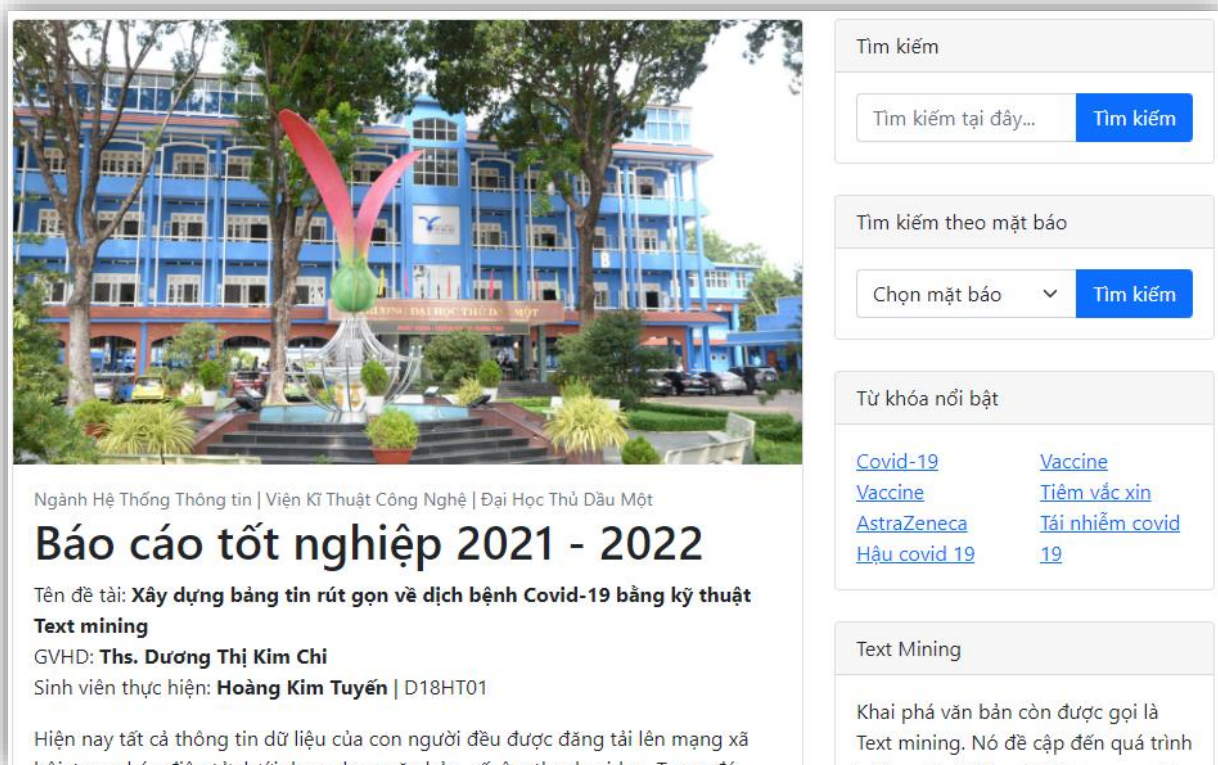 TRƯỜNG ĐẠI HỌC THỦ DẦU MỘT
B
Ngành Hệ Thống Thông tin | Viện Kĩ Thuật Công Nghệ | Đại Học Thủ Dầu Một
Báo cáo tốt nghiệp 2021 - 2022
Tên đề tài: Xây dựng bảng tin rút gọn về dịch bệnh Covid-19 bằng kỹ thuật
Text mining
GVHD: Ths. Dương Thị Kim Chi
Sinh viên thực hiện: Hoàng Kim Tuyến | D18HT01
Hiện nay tất cả thông tin dữ liệu của con người đều được đăng tải lên mạng xã
Tìm kiếm
Tìm kiếm tại đây...
Tìm kiếm
Tìm kiếm theo mặt báo
Chọn mặt báo
Tìm kiếm
Từ khóa nổi bật
Covid-19
Vaccine
AstraZeneca
Hậu covid 19
Vaccine
Tiêm vắc xin
Tái nhiễm covid
19
Text Mining
Khai phá văn bản còn được gọi là
Text mining. Nó đề cập đến quá trình